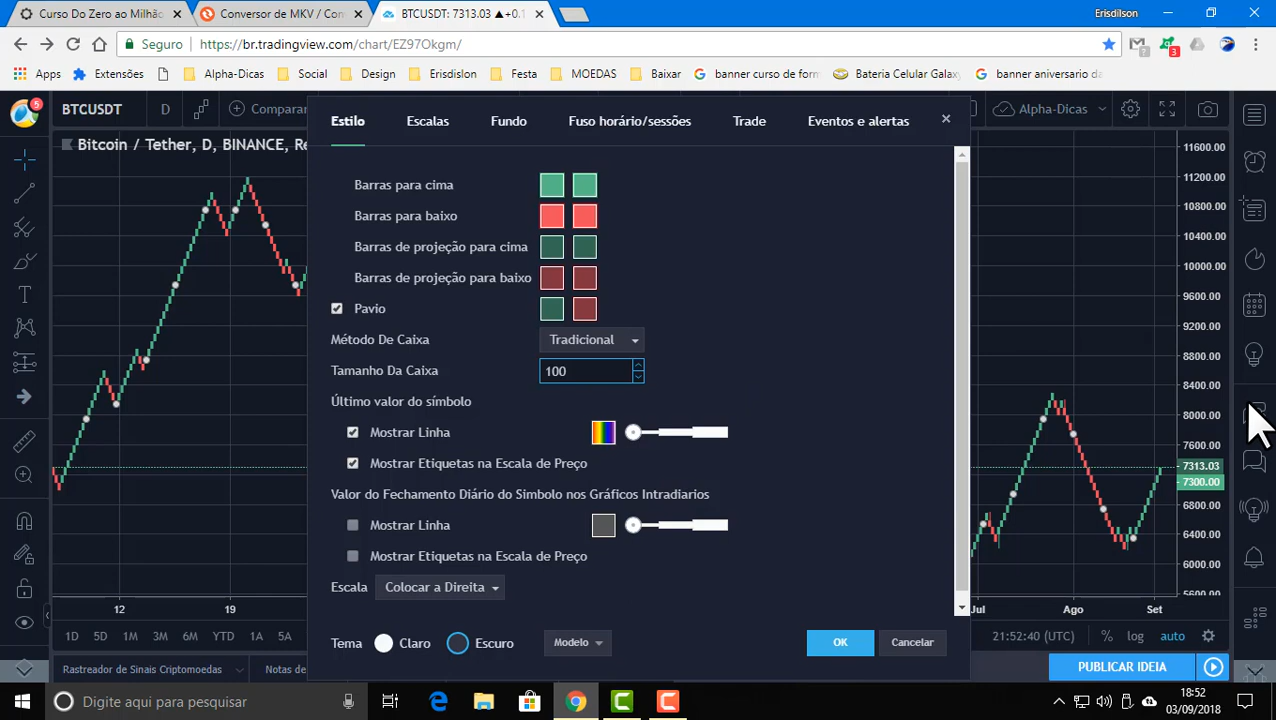 Curso Do Zero ao Milhão
Conversor de MKV / Con
BTCUSDT: 7313.03 ▲+0.1
Erisdilson
Seguro
https://br.tradingview.com/chart/EZ97Okgm/
4
3
Apps
Extensões
Alpha-Dicas
Social
Design
Erisdislon
Festa
MOEDAS
Baixar
banner curso de form
Bateria Celular Galaxy
banner aniversario da
5
BTCUSDT
D
Comparar
Alpha-Dicas
Bitcoin / Tether, D, BINANCE, Re
Estilo
Escalas
Fundo
Fuso horário/sessões
Trade
Eventos e alertas
Barras para cima
Barras para baixo
Barras de projeção para cima
Barras de projeção para baixo
Pavio
Método De Caixa
Tradicional
Tamanho Da Caixa
100
Último valor do símbolo
Mostrar Linha
Mostrar Etiquetas na Escala de Preço
Valor do Fechamento Diário do Simbolo nos Gráficos Intradiarios
Mostrar Linha
Mostrar Etiquetas na Escala de Preço
Escala
Colocar a Direita
Tema
Claro
Escuro
Modelo
OK
Cancelar
11600.00
11200.00
10800.00
10400.00
10000.00
9600.00
9200.00
8800.00
8400.00
8000.00
7600.00
7313.03
7300.00
6800.00
6400.00
6000.00
5600.00
12
19
Jul
Ago
Set
1D
5D
1M
3M
6M
YTD
1A
5A
21:52:40 (UTC)
%
log
auto
Rastreador de Sinais Criptomoedas
Notas de
PUBLICAR IDEIA
Digite aqui para pesquisar
18:52
03/09/2018